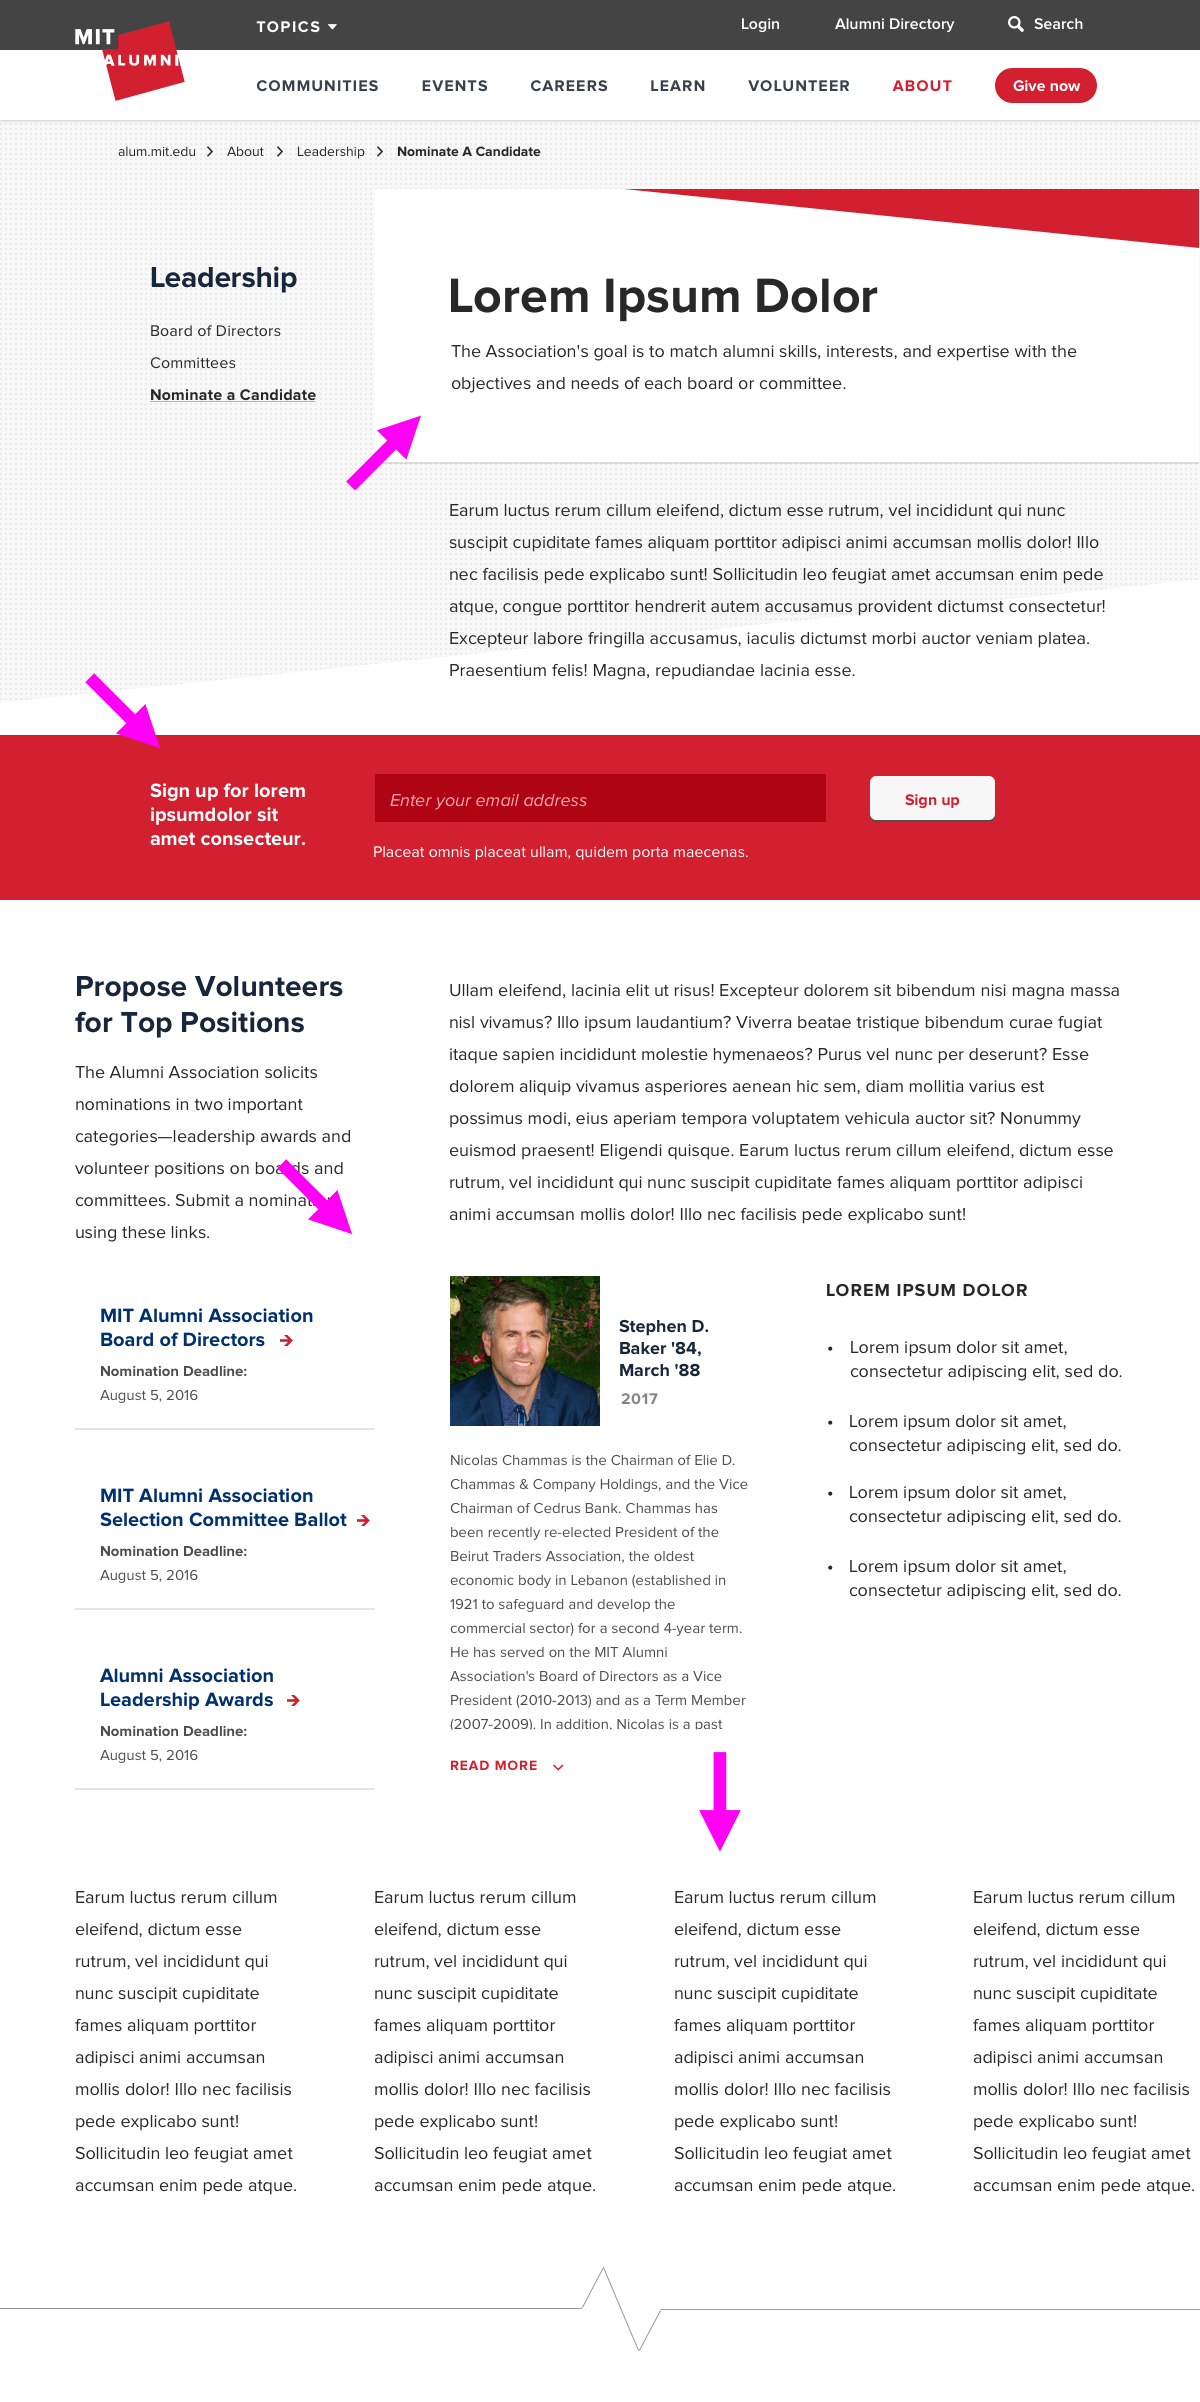 MIT
ALUMNI
TOPICS
Login
Alumni Directory
Search
COMMUNITIES
EVENTS
CAREERS
LEARN
VOLUNTEER
ABOUT
Give now
alum.mit.edu
About
Leadership
Nominate A Candidate
Leadership
Board of Directors
Committees
Nominate a Candidate
Lorem Ipsum Dolor
The Association's goal is to match alumni skills, interests, and expertise with the
objectives and needs of each board or committee.
Earum luctus rerum cillum eleifend, dictum esse rutrum, vel incididunt qui nunc
suscipit cupiditate fames aliquam porttitor adipisci animi accumsan mollis dolor! Illo
nec facilisis pede explicabo sunt! Sollicitudin leo feugiat amet accumsan enim pede
atque, congue porttitor hendrerit autem accusamus provident dictumst consectetur!
Excepteur labore fringilla accusamus, iaculis dictumst morbi auctor veniam platea.
Praesentium felis! Magna, repudiandae lacinia esse.
Sign up for lorem
ipsumdolor sit
amet consecteur.
Enter your email address
Sign up
Placeat omnis placeat ullam, quidem porta maecenas.
Propose Volunteers
for Top Positions
The Alumni Association solicits
nominations in two important
categories—leadership awards and
volunteer positions on boards and
committees. Submit a
using these links.
MIT Alumni Association
Board of Directors
Nomination Deadline:
August 5, 2016
MIT Alumni Association
Selection Committee Ballot
Nomination Deadline:
August 5, 2016
Alumni Association
Leadership Awards
Nomination Deadline:
August 5, 2016
Ullam eleifend, lacinia elit ut risus! Excepteur dolorem sit bibendum nisi magna massa
nisl vivamus? Illo ipsum laudantium? Viverra beatae tristique bibendum curae fugiat
itaque sapien incididunt molestie hymenaeos? Purus vel nunc per deserunt? Esse
dolorem aliquip vivamus asperiores aenean hic sem, diam mollitia varius est
possimus modi, eius aperiam tempora voluptatem vehicula auctor sit? Nonummy
euismod praesent! Eligendi quisque. Earum luctus rerum cillum eleifend, dictum esse
rutrum, vel incididunt qui nunc suscipit cupiditate fames aliquam porttitor adipisci
animi accumsan mollis dolor! Illo nec facilisis pede explicabo sunt!
Stephen D.
Baker '84,
March '88
2017
Nicolas Chammas is the Chairman of Elie D.
Chammas & Company Holdings, and the Vice
Chairman of Cedrus Bank. Chammas has
been recently re-elected President of the
Beirut Traders Association, the oldest
economic body in Lebanon (established in
1921 to safeguard and develop the
commercial sector) for a second 4-year term.
He has served on the MIT Alumni
Association's Board of Directors as a Vice
President (2010-2013) and as a Term Member
(2007-2009). In addition, Nicolas is a past
READ MORE
LOREM IPSUM DOLOR
• Lorem ipsum dolor sit amet,
consectetur adipiscing elit, sed do.
• Lorem ipsum dolor sit amet,
consectetur adipiscing elit, sed do.
• Lorem ipsum dolor sit amet,
consectetur adipiscing elit, sed do.
• Lorem ipsum dolor sit amet,
consectetur adipiscing elit, sed do.
Earum luctus rerum cillum
eleifend, dictum esse
rutrum, vel incididunt qui
nunc suscipit cupiditate
fames aliquam porttitor
adipisci animi accumsan
mollis dolor! Illo nec facilisis
pede explicabo sunt!
Sollicitudin leo feugiat amet
accumsan enim pede atque.
Earum luctus rerum cillum
eleifend, dictum esse
rutrum, vel incididunt qui
nunc suscipit cupiditate
fames aliquam porttitor
adipisci animi accumsan
mollis dolor! Illo nec facilisis
pede explicabo sunt!
Sollicitudin leo feugiat amet
accumsan enim pede atque.
Earum luctus rerum cillum
eleifend, dictum esse
rutrum, vel incididunt qui
nunc suscipit cupiditate
fames aliquam porttitor
adipisci animi accumsan
mollis dolor! Illo nec facilisis
pede explicabo sunt!
Sollicitudin leo feugiat amet
accumsan enim pede atque.
Earum luctus rerum cillum
eleifend, dictum esse
rutrum, vel incididunt qui
nunc suscipit cupiditate
fames aliquam porttitor
adipisci animi accumsan
mollis dolor! Illo nec facilisis
pede explicabo sunt!
Sollicitudin leo feugiat amet
accumsan enim pede atque.